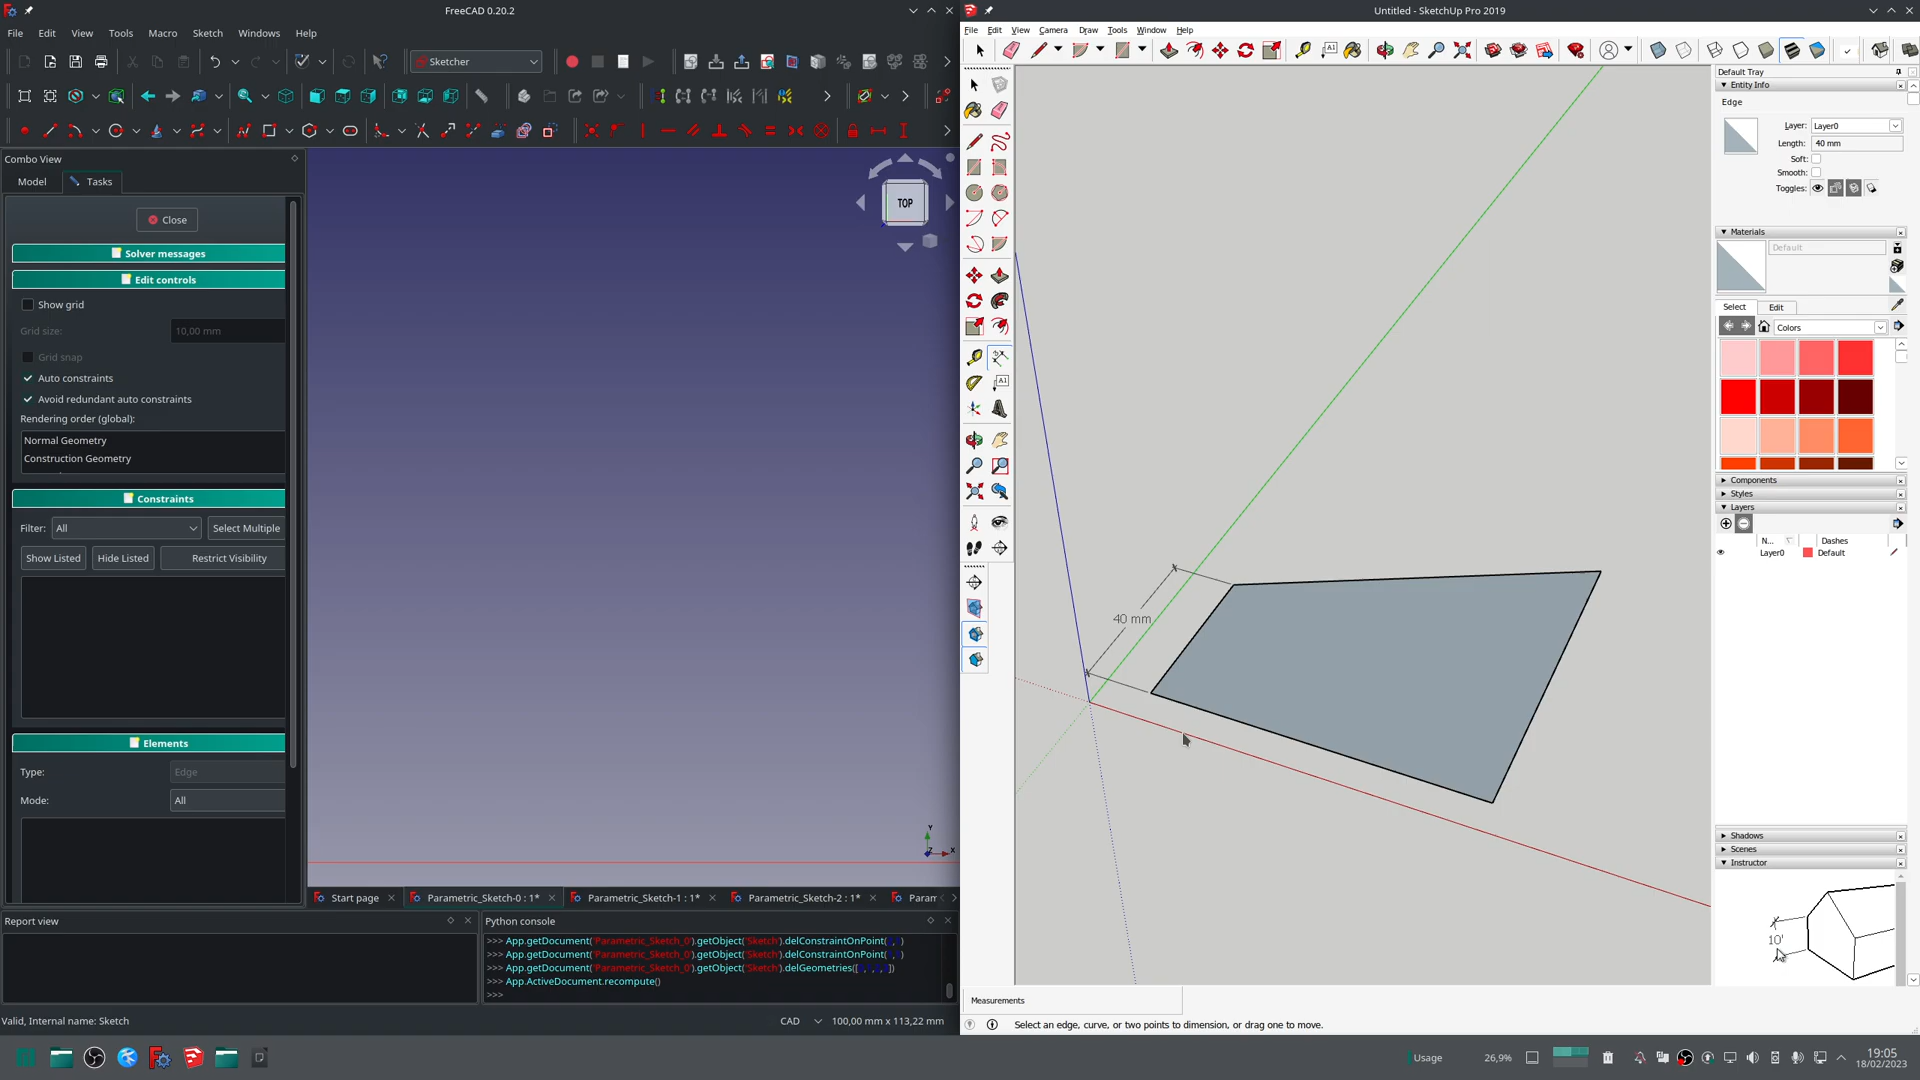 FreeCAD 0.20.2
File Edit View Tools Macro Sketch Windows Help
Sketcher
Combo View
Model Tasks
Close
Solver messages
Edit controls
Show grid
Grid size: 10,00 mm
Grid snap
Auto constraints
Avoid redundant auto constraints
Rendering order (global):
Normal Geometry
Construction Geometry
Constraints
Filter: All Select Multiple
Show Listed Hide Listed Restrict Visibility
Elements
Type: Edge
Mode: All
TOP
Y
Z X
Start page Parametric_Sketch-0 : 1* Parametric_Sketch-1 : 1* Parametric_Sketch-2 : 1* Param
Report view
Python console
>>> App.getDocument('Parametric_Sketch_0').getObject('Sketch').delConstraintOnPoint( , )
>>> App.getDocument('Parametric_Sketch_0').getObject('Sketch').delConstraintOnPoint( , )
>>> App.getDocument('Parametric_Sketch_0').getObject('Sketch').delGeometries([ , , , ])
>>> App.ActiveDocument.recompute()
>>>
Valid, Internal name: Sketch
CAD 100,00 mm x 113,22 mm
Untitled - SketchUp Pro 2019
File Edit View Camera Draw Tools Window Help
40 mm
Default Tray
Entity Info
Edge
Layer: Layer0
Length: 40 mm
Soft:
Smooth:
Toggles:
Materials
Default
Select Edit
Colors
Components
Styles
Layers
N... Dashes
Layer0 Default
Shadows
Scenes
Instructor
10'
Measurements
Select an edge, curve, or two points to dimension, or drag one to move.
Usage 26,9%
19:05
18/02/2023